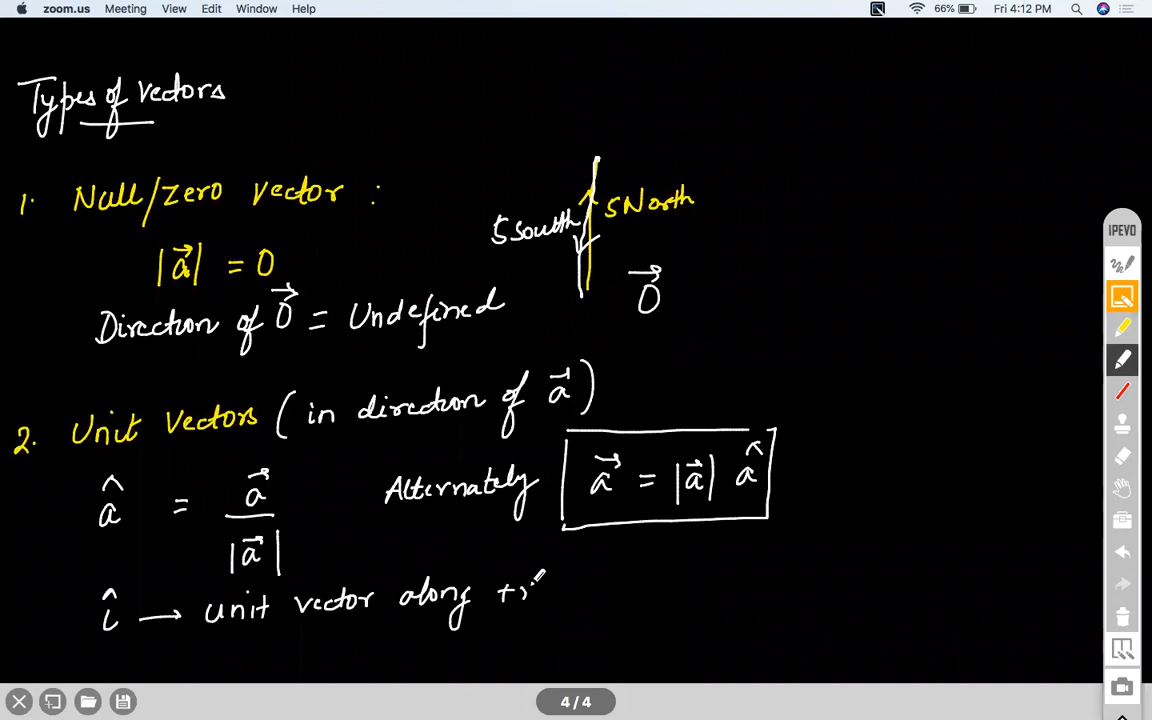 zoom.us Meeting View Edit Window Help 66% Fri 4:12 PM
Types of vectors
1. Null/Zero vector :
5 South 5 North
|a⃗| = 0
0⃗
Direction of 0⃗ = Undefined
2. Unit vectors (in direction of a⃗)
â = a⃗ / |a⃗| Alternately a⃗ = |a⃗| â
î → unit vector along +x
IPEVO
4/4